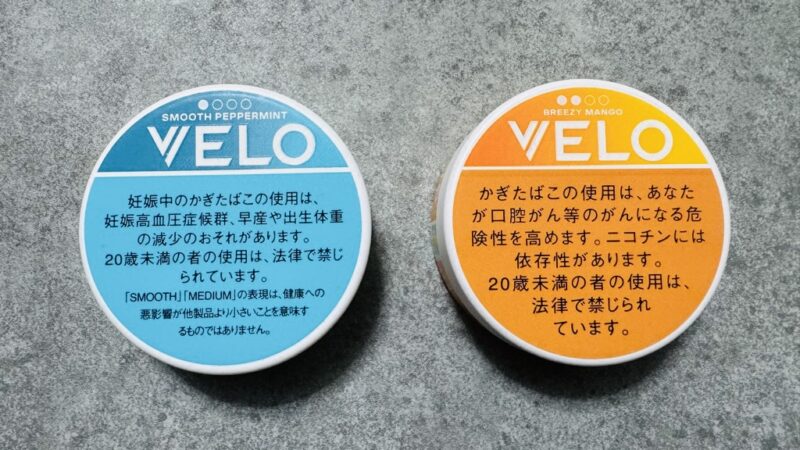 SMOOTH PEPPERMINT
VELO
妊娠中のかぎたばこの使用は、
妊娠高血圧症候群、早産や出生体重
の減少のおそれがあります。
20歳未満の者の使用は、法律で禁じ
られています。
「SMOOTH」「MEDIUM」の表現は、健康への
悪影響が他製品より小さいことを意味す
るものではありません。
BREEZY MANGO
VELO
かぎたばこの使用は、あなた
が口腔がん等のがんになる危
険性を高めます。ニコチンには
依存性があります。
20歳未満の者の使用は、
法律で禁じられ
ています。